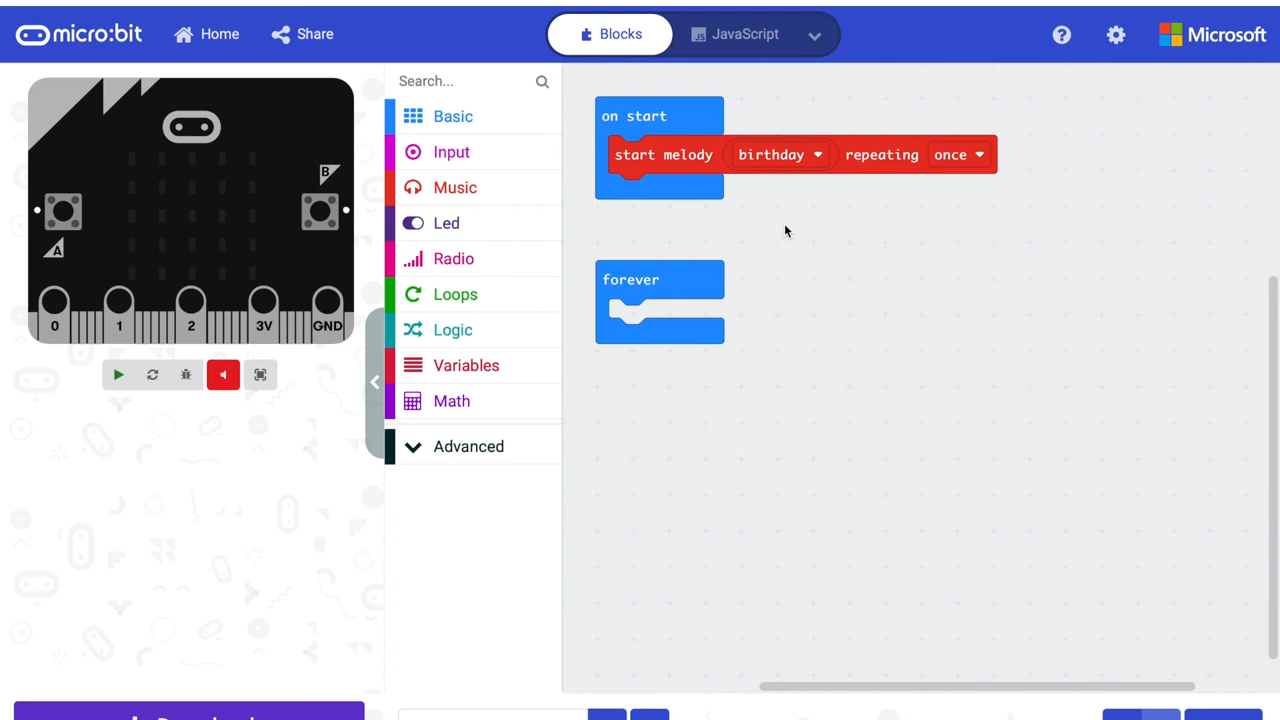 micro:bit
Home
Share
Blocks
JS JavaScript
?
Microsoft
B
A
0 1 2 3V GND
Search...
Basic
Input
Music
Led
Radio
Loops
Logic
Variables
Math
Advanced
on start
start melody birthday repeating once
forever